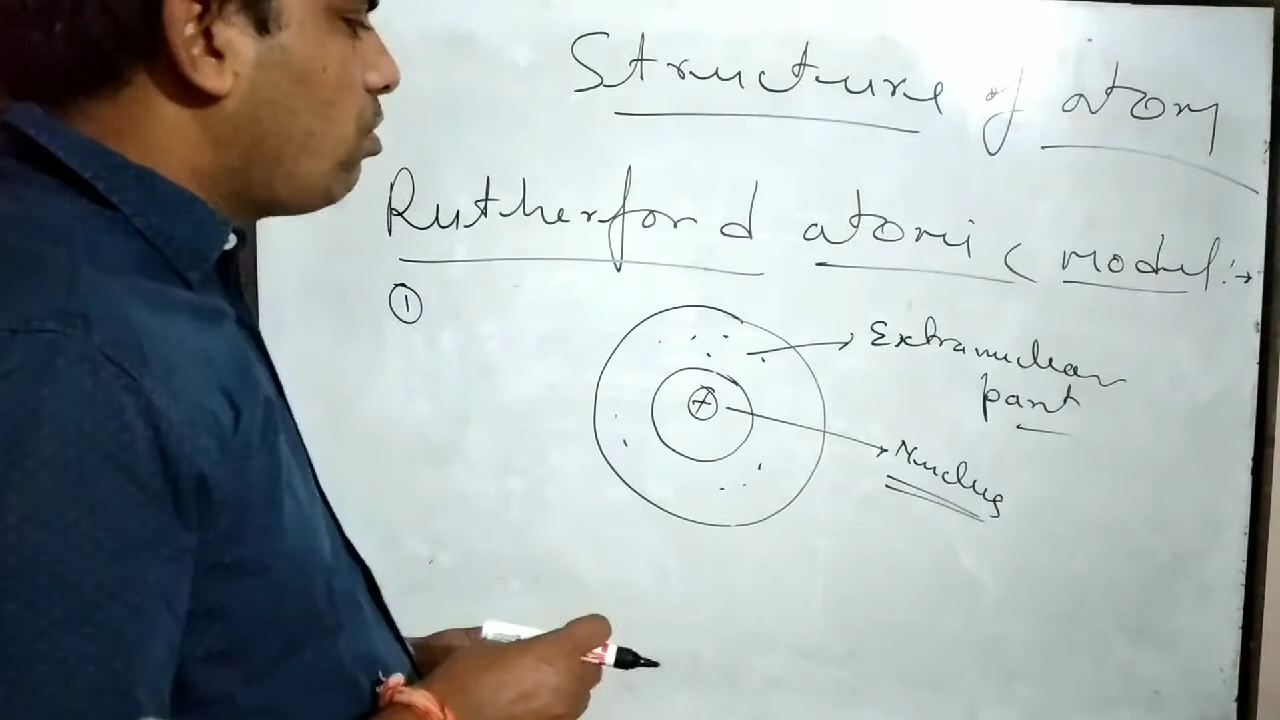 Structure of atom
Rutherford atomic model :→
①
Extranuclear
part
+
Nucleus